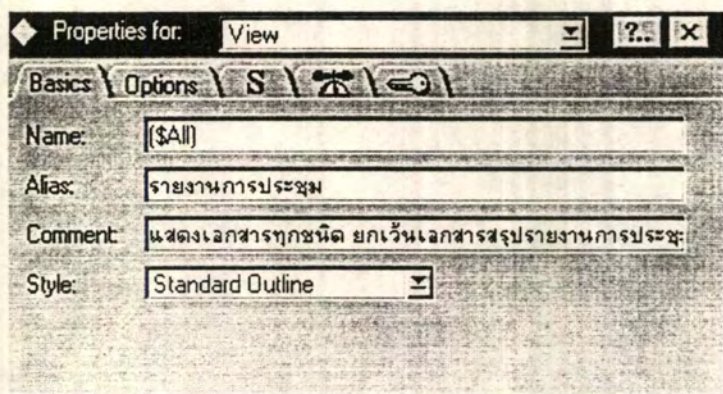 Properties for: View ?..
Basics Options S
Name: ($All)
Alias: รายงานการประชุม
Comment: แสดงเอกสารทุกชนิด ยกเว้นเอกสารสรุปรายงานการประชุ
Style: Standard Outline